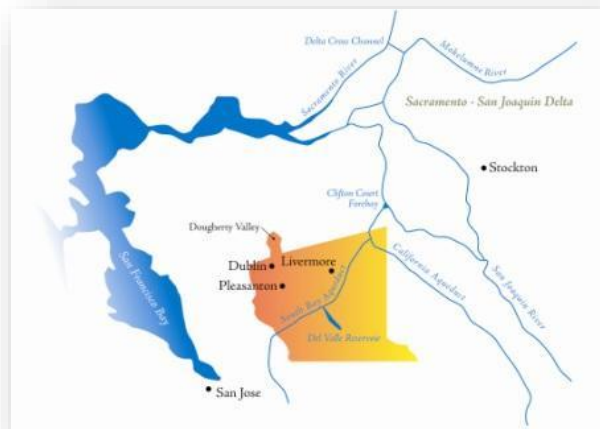 Delta Cross Channel
Mokelumne River
Sacramento River
Sacramento - San Joaquin Delta
Stockton
Clifton Court
Forebay
Dougherty Valley
Dublin
Livermore
Pleasanton
San Francisco Bay
South Bay Aqueduct
California Aqueduct
San Joaquin River
Del Valle Reservoir
San Jose